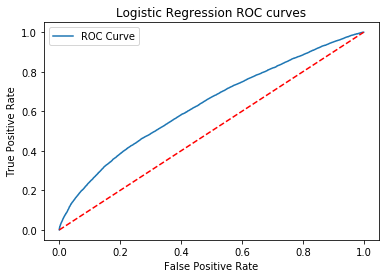 Logistic Regression ROC curves
ROC Curve
True Positive Rate
1.0
0.8
0.6
0.4
0.2
0.0
0.0 0.2 0.4 0.6 0.8 1.0
False Positive Rate